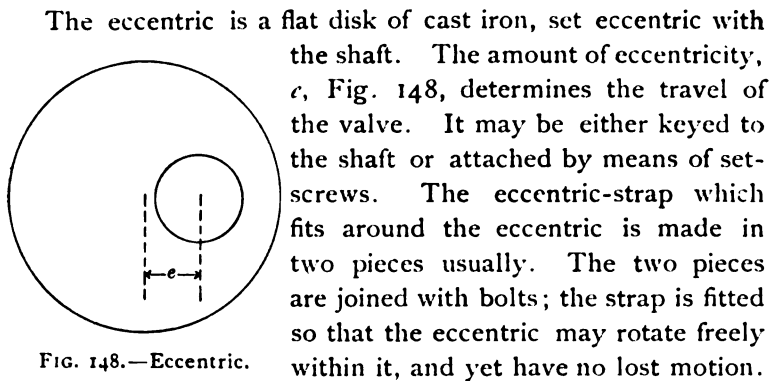 The eccentric is a flat disk of cast iron, set eccentric with
the shaft. The amount of eccentricity,
e, Fig. 148, determines the travel of
the valve. It may be either keyed to
the shaft or attached by means of set-
screws. The eccentric-strap which
fits around the eccentric is made in
two pieces usually. The two pieces
are joined with bolts; the strap is fitted
so that the eccentric may rotate freely
within it, and yet have no lost motion.
e
FIG. 148.—Eccentric.